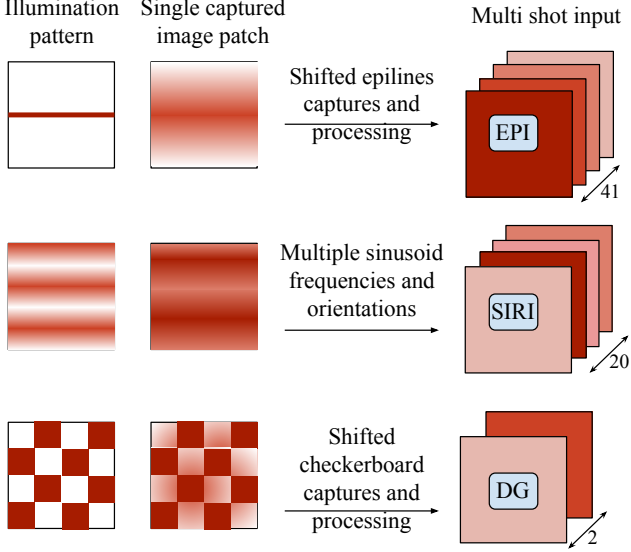 Illumination
pattern
Single captured
image patch
Multi shot input
Shifted epilines
captures and
processing
EPI
41
Multiple sinusoid
frequencies and
orientations
SIRI
20
Shifted
checkerboard
captures and
processing
DG
2